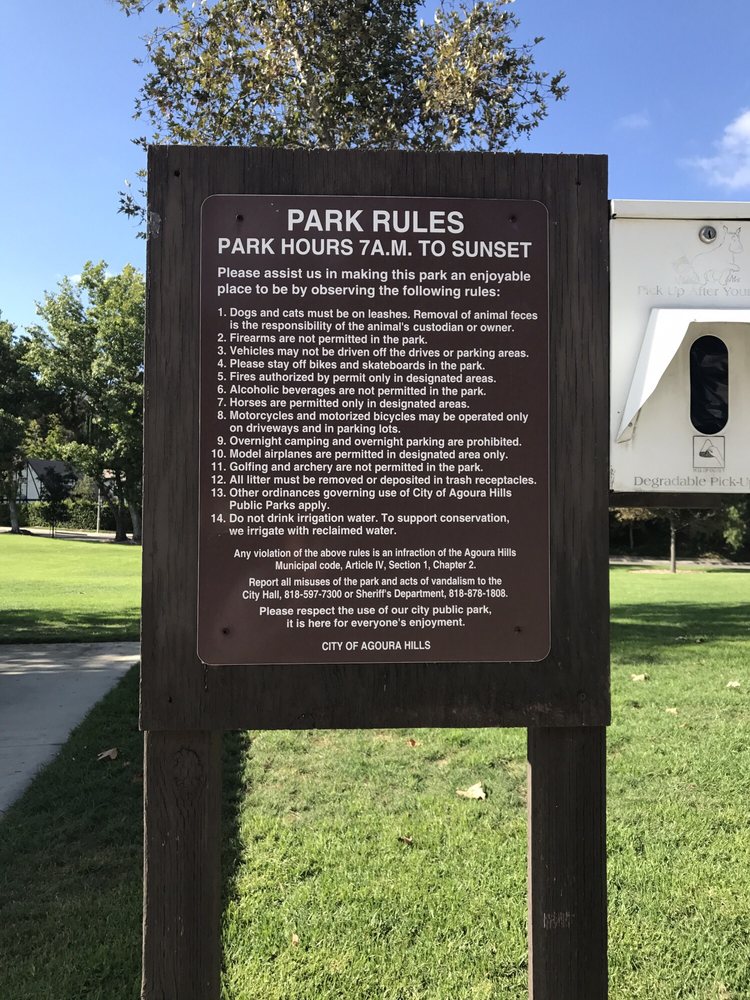 PARK RULES
PARK HOURS 7A.M. TO SUNSET
Please assist us in making this park an enjoyable
place to be by observing the following rules:
1. Dogs and cats must be on leashes. Removal of animal feces
is the responsibility of the animal's custodian or owner.
2. Firearms are not permitted in the park.
3. Vehicles may not be driven off the drives or parking areas.
4. Please stay off bikes and skateboards in the park.
5. Fires authorized by permit only in designated areas.
6. Alcoholic beverages are not permitted in the park.
7. Horses are permitted only in designated areas.
8. Motorcycles and motorized bicycles may be operated only
on driveways and in parking lots.
9. Overnight camping and overnight parking are prohibited.
10. Model airplanes are permitted in designated area only.
11. Golfing and archery are not permitted in the park.
12. All litter must be removed or deposited in trash receptacles.
13. Other ordinances governing use of City of Agoura Hills
Public Parks apply.
14. Do not drink irrigation water. To support conservation,
we irrigate with reclaimed water.
Any violation of the above rules is an infraction of the Agoura Hills
Municipal code, Article IV, Section 1, Chapter 2.
Report all misuses of the park and acts of vandalism to the
City Hall, 818-597-7300 or Sheriff's Department, 818-878-1808.
Please respect the use of our city public park,
it is here for everyone's enjoyment.
CITY OF AGOURA HILLS
Pick Up After Your
Degradable Pick-U